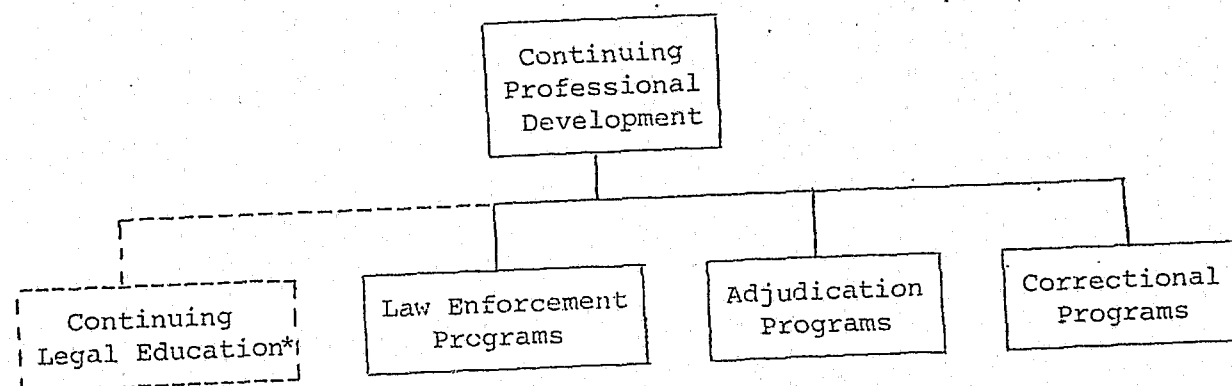 Continuing
Professional
Development
Continuing
Legal Education*
Law Enforcement
Programs
Adjudication
Programs
Correctional
Programs